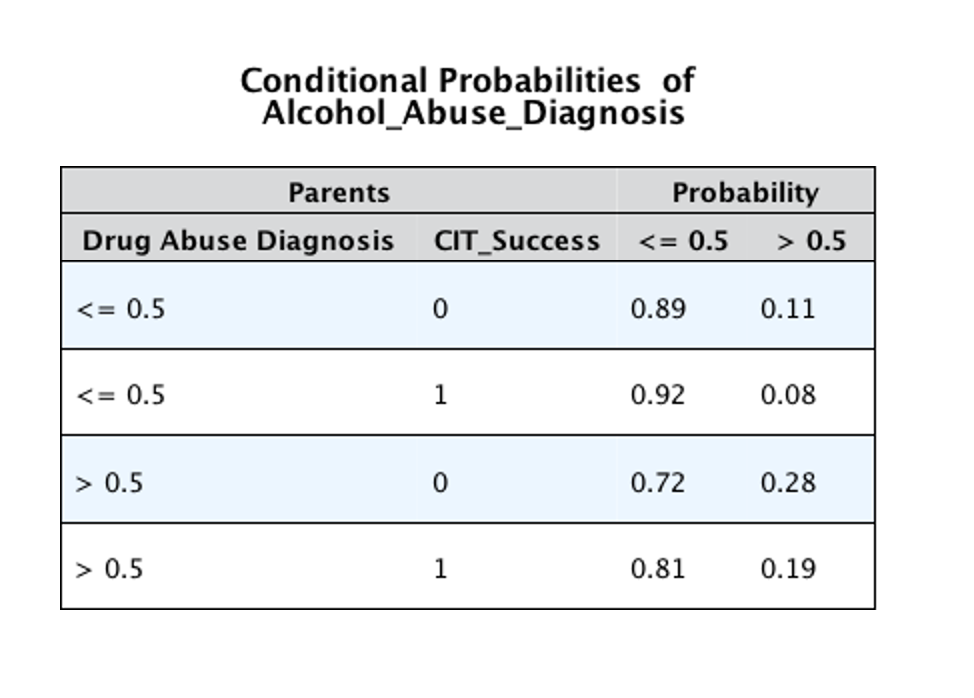 Conditional Probabilities of
Alcohol_Abuse_Diagnosis
Parents Probability
Drug Abuse Diagnosis CIT_Success <= 0.5 > 0.5
<= 0.5 0 0.89 0.11
<= 0.5 1 0.92 0.08
> 0.5 0 0.72 0.28
> 0.5 1 0.81 0.19